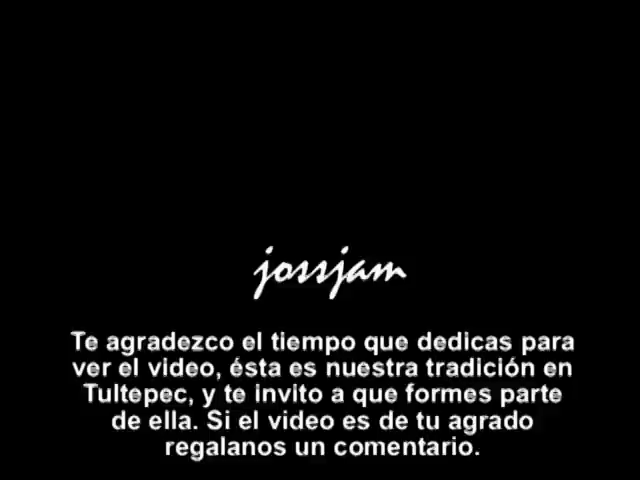 jossjam
Te agradezco el tiempo que dedicas para
ver el video, ésta es nuestra tradición en
Tultepec, y te invito a que formes parte
de ella. Si el video es de tu agrado
regalanos un comentario.